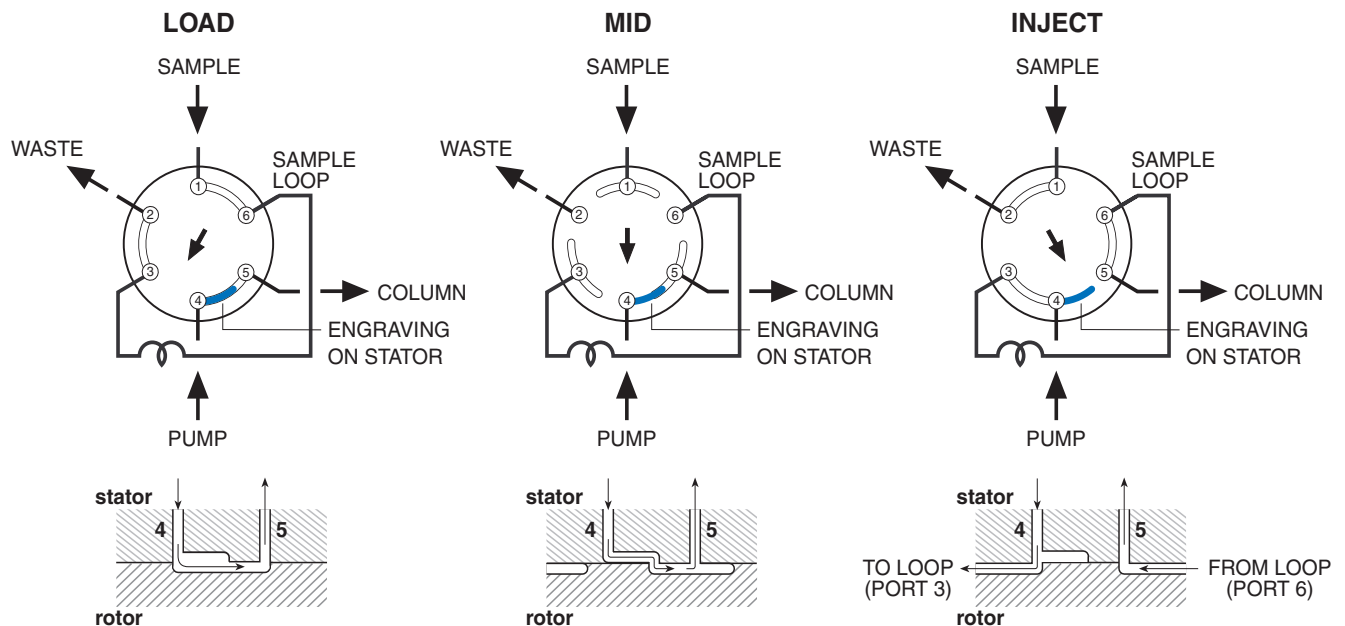 LOAD
SAMPLE
WASTE
SAMPLE
LOOP
1
2
6
3
5
4
COLUMN
ENGRAVING
ON STATOR
PUMP
stator
4
5
rotor
MID
SAMPLE
WASTE
SAMPLE
LOOP
1
2
6
3
5
4
COLUMN
ENGRAVING
ON STATOR
PUMP
stator
4
5
rotor
INJECT
SAMPLE
WASTE
SAMPLE
LOOP
1
2
6
3
5
4
COLUMN
ENGRAVING
ON STATOR
PUMP
stator
4
5
TO LOOP
(PORT 3)
FROM LOOP
(PORT 6)
rotor